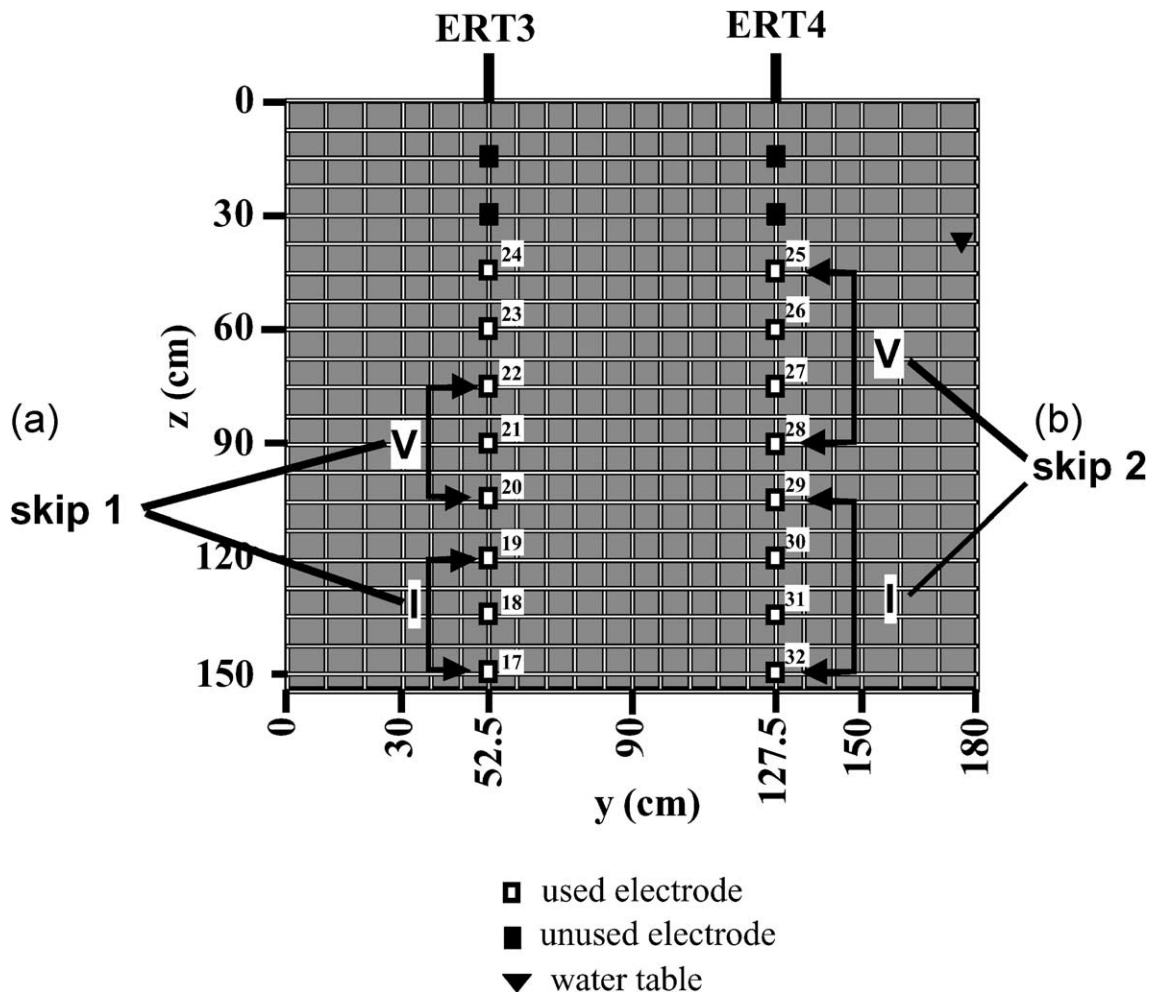 ERT3 ERT4
0
30
24 25
23 26
60
z (cm)
22 V 27
(a) V 21 28 (b)
90
skip 1 20 29 skip 2
19 30
120
I 18 31 I
17 32
150
0 30 52.5 90 127.5 150 180
y (cm)
used electrode
unused electrode
water table